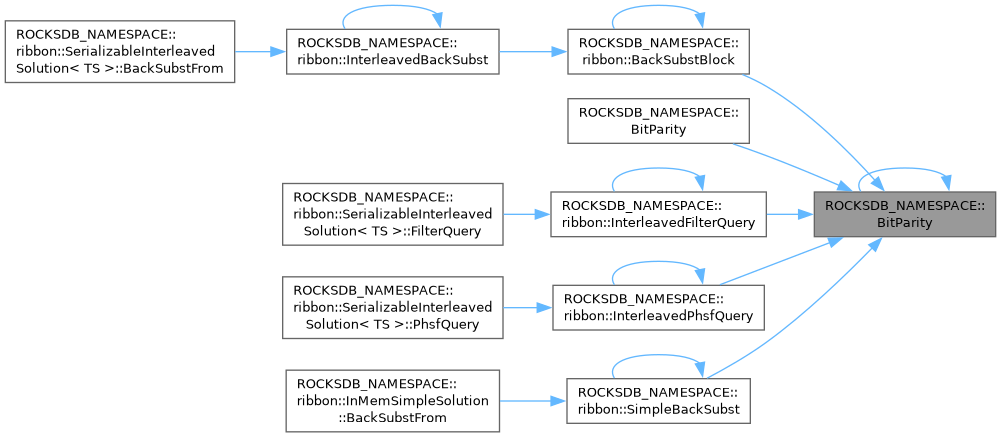 ROCKSDB_NAMESPACE::
ribbon::SerializableInterleaved
Solution< TS >::BackSubstFrom
ROCKSDB_NAMESPACE::
ribbon::InterleavedBackSubst
ROCKSDB_NAMESPACE::
ribbon::BackSubstBlock
ROCKSDB_NAMESPACE::
BitParity
ROCKSDB_NAMESPACE::
ribbon::SerializableInterleaved
Solution< TS >::FilterQuery
ROCKSDB_NAMESPACE::
ribbon::InterleavedFilterQuery
ROCKSDB_NAMESPACE::
BitParity
ROCKSDB_NAMESPACE::
ribbon::SerializableInterleaved
Solution< TS >::PhsfQuery
ROCKSDB_NAMESPACE::
ribbon::InterleavedPhsfQuery
ROCKSDB_NAMESPACE::
ribbon::InMemSimpleSolution
::BackSubstFrom
ROCKSDB_NAMESPACE::
ribbon::SimpleBackSubst